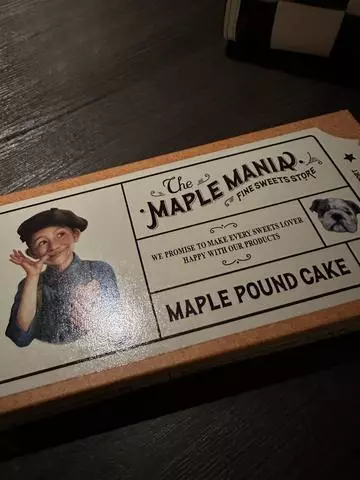 The
MAPLE MANIA
FINE SWEETS STORE
WE PROMISE TO MAKE EVERY SWEETS LOVER
HAPPY WITH OUR PRODUCTS
MAPLE POUND CAKE